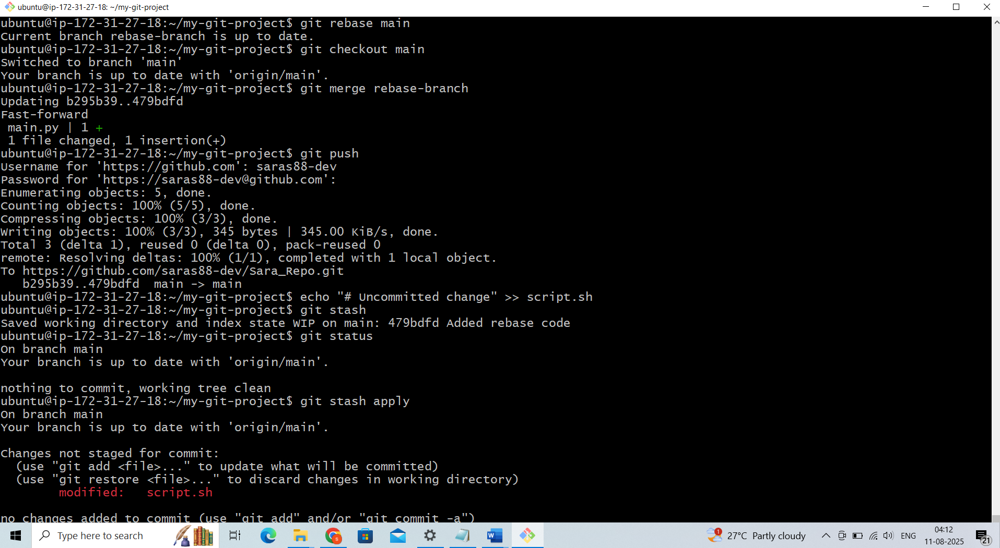 ubuntu@ip-172-31-27-18: ~/my-git-project
ubuntu@ip-172-31-27-18:~/my-git-project$ git rebase main
Current branch rebase-branch is up to date.
ubuntu@ip-172-31-27-18:~/my-git-project$ git checkout main
Switched to branch 'main'
Your branch is up to date with 'origin/main'.
ubuntu@ip-172-31-27-18:~/my-git-project$ git merge rebase-branch
Updating b295b39..479bdfd
Fast-forward
 main.py | 1 +
 1 file changed, 1 insertion(+)
ubuntu@ip-172-31-27-18:~/my-git-project$ git push
Username for 'https://github.com': saras88-dev
Password for 'https://saras88-dev@github.com':
Enumerating objects: 5, done.
Counting objects: 100% (5/5), done.
Compressing objects: 100% (3/3), done.
Writing objects: 100% (3/3), 345 bytes | 345.00 KiB/s, done.
Total 3 (delta 1), reused 0 (delta 0), pack-reused 0
remote: Resolving deltas: 100% (1/1), completed with 1 local object.
To https://github.com/saras88-dev/Sara_Repo.git
   b295b39..479bdfd  main -> main
ubuntu@ip-172-31-27-18:~/my-git-project$ echo "# Uncommitted change" >> script.sh
ubuntu@ip-172-31-27-18:~/my-git-project$ git stash
Saved working directory and index state WIP on main: 479bdfd Added rebase code
ubuntu@ip-172-31-27-18:~/my-git-project$ git status
On branch main
Your branch is up to date with 'origin/main'.
nothing to commit, working tree clean
ubuntu@ip-172-31-27-18:~/my-git-project$ git stash apply
On branch main
Your branch is up to date with 'origin/main'.
Changes not staged for commit:
  (use "git add <file>..." to update what will be committed)
  (use "git restore <file>..." to discard changes in working directory)
        modified:   script.sh
no changes added to commit (use "git add" and/or "git commit -a")
Type here to search
1
27°C Partly cloudy
ENG
04:12
11-08-2025
21